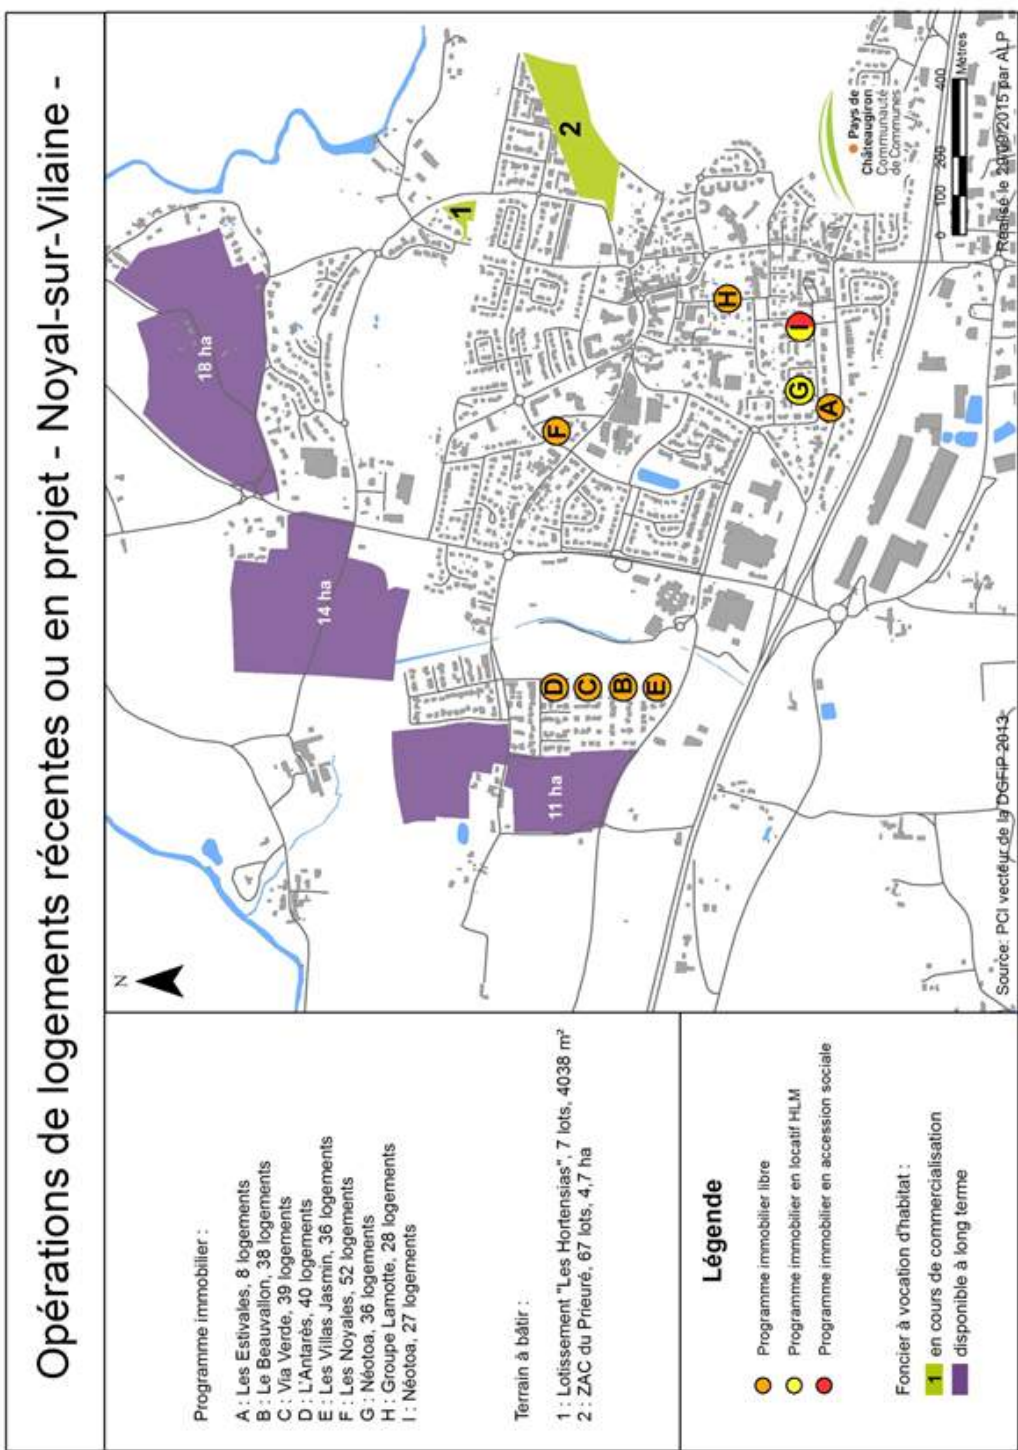 Opérations de logements récentes ou en projet - Noyal-sur-Vilaine -
Programme immobilier :
A : Les Estivales, 8 logements
B : Le Beauvallon, 38 logements
C : Via Verde, 39 logements
D : L'Antarès, 40 logements
E : Les Villas Jasmin, 36 logements
F : Les Noyales, 52 logements
G : Néotoa, 36 logements
H : Groupe Lamotte, 28 logements
I : Néotoa, 27 logements
Terrain à bâtir :
1 : Lotissement "Les Hortensias", 7 lots, 4038 m²
2 : ZAC du Prieuré, 67 lots, 4,7 ha
Légende
Programme immobilier libre
Programme immobilier en locatif HLM
Programme immobilier en accession sociale
Foncier à vocation d'habitat :
1 en cours de commercialisation
disponible à long terme
N
18 ha
14 ha
11 ha
1
2
D
C
B
E
F
H
G
I
A
Pays de
Châteaugiron
Communauté
de Communes
0 100 200 400
Mètres
Source: PCI vecteur de la DGFiP 2013
Réalisé le 29/09/2015 par ALP